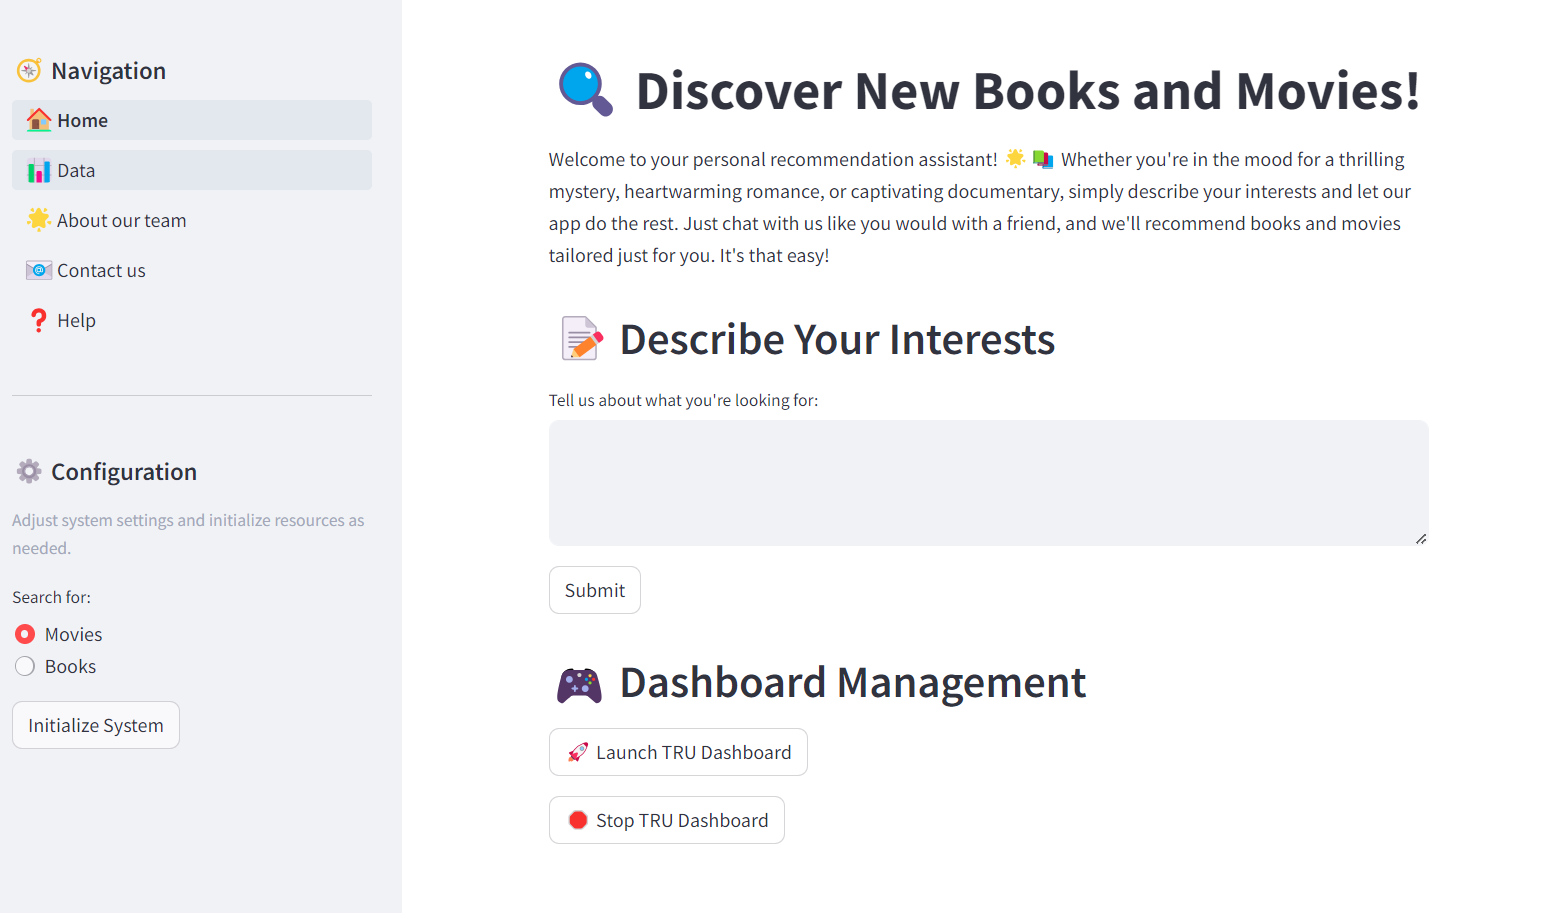 Navigation
Home
Data
About our team
Contact us
Help
Configuration
Adjust system settings and initialize resources as
needed.
Search for:
Movies
Books
Initialize System
Discover New Books and Movies!
Welcome to your personal recommendation assistant! 🌟 📚 Whether you're in the mood for a thrilling
mystery, heartwarming romance, or captivating documentary, simply describe your interests and let our
app do the rest. Just chat with us like you would with a friend, and we'll recommend books and movies
tailored just for you. It's that easy!
Describe Your Interests
Tell us about what you're looking for:
Submit
Dashboard Management
Launch TRU Dashboard
Stop TRU Dashboard